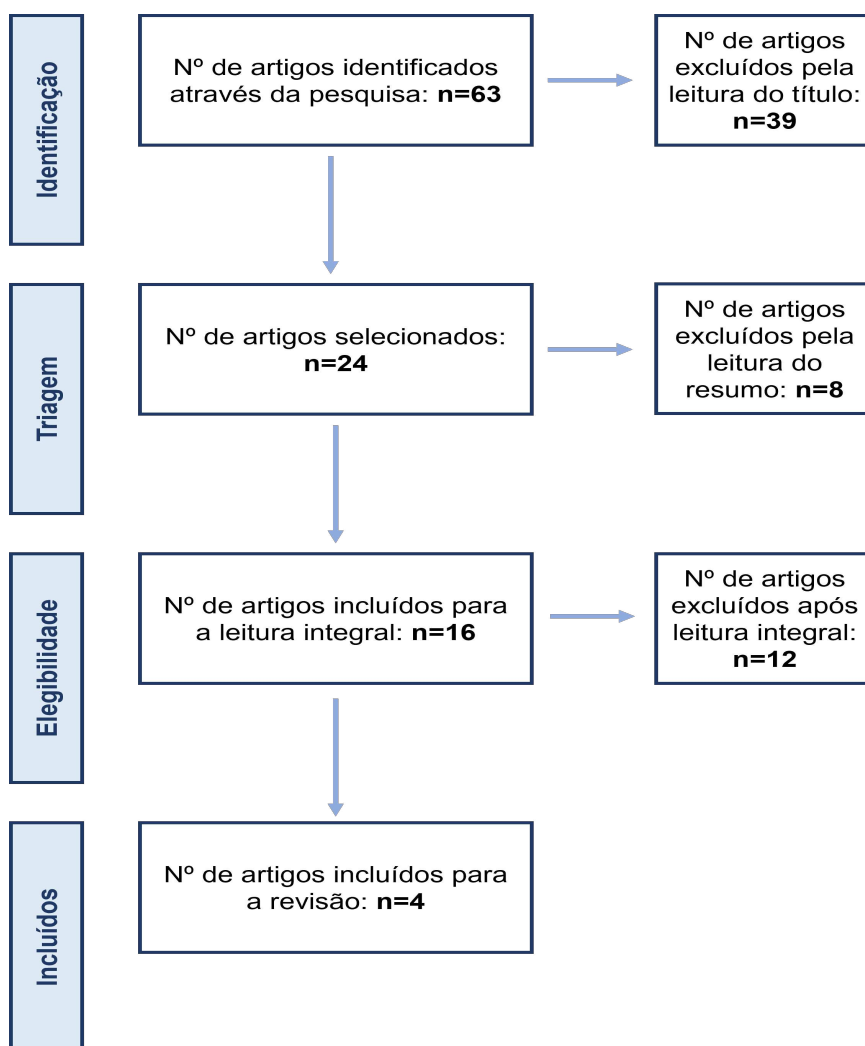 Identificação
Nº de artigos identificados
através da pesquisa: n=63
Nº de artigos
excluídos pela
leitura do título:
n=39
Triagem
Nº de artigos selecionados:
n=24
Nº de artigos
excluídos pela
leitura do
resumo: n=8
Elegibilidade
Nº de artigos incluídos para
a leitura integral: n=16
Nº de artigos
excluídos após
leitura integral:
n=12
Incluídos
Nº de artigos incluídos para
a revisão: n=4